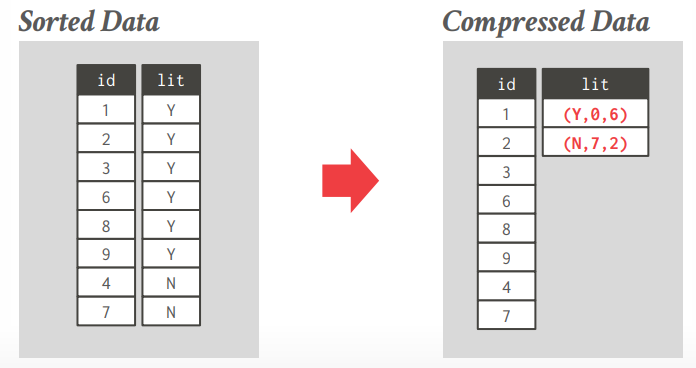 Sorted Data
id lit
1 Y
2 Y
3 Y
6 Y
8 Y
9 Y
4 N
7 N
Compressed Data
id lit
1 (Y,0,6)
2 (N,7,2)
3
6
8
9
4
7